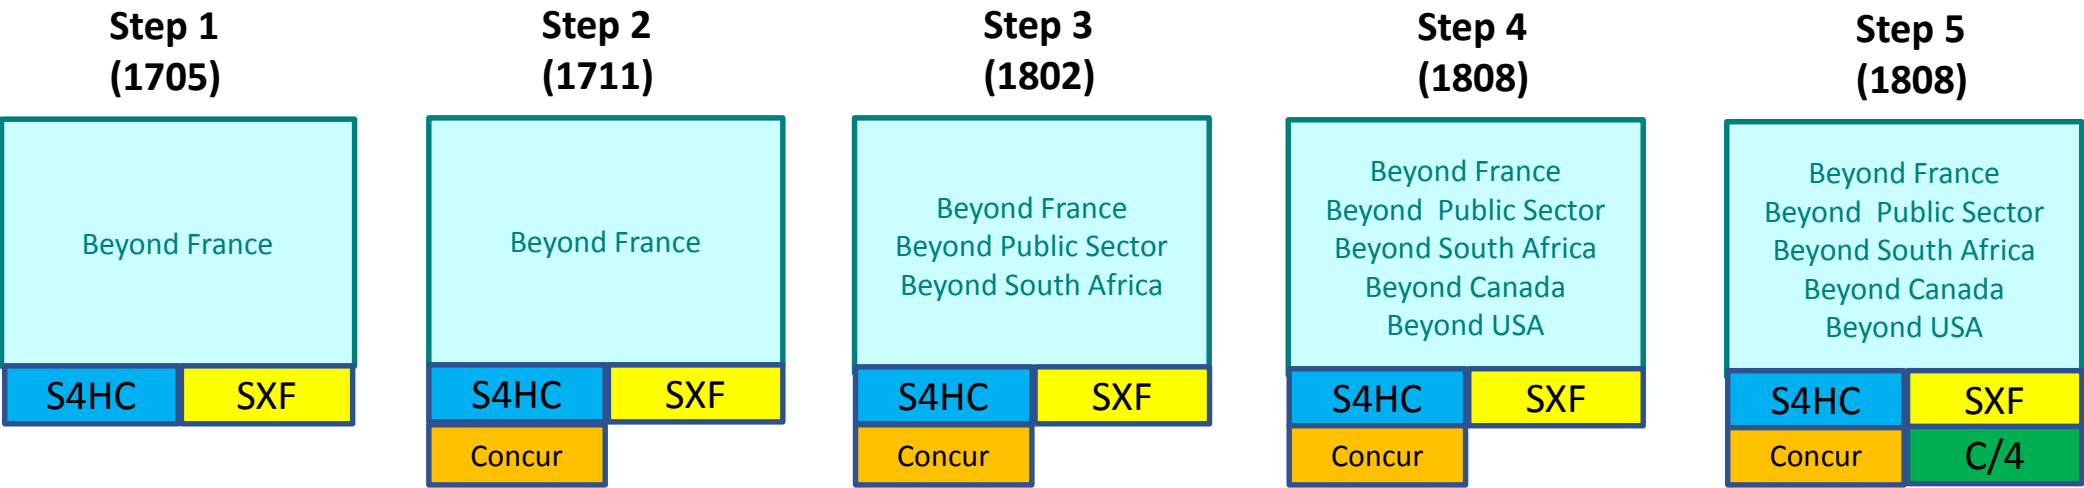 Step 1
(1705)
Beyond France
S4HC
SXF
Step 2
(1711)
Beyond France
S4HC
SXF
Concur
Step 3
(1802)
Beyond France
Beyond Public Sector
Beyond South Africa
S4HC
SXF
Concur
Step 4
(1808)
Beyond France
Beyond  Public Sector
Beyond South Africa
Beyond Canada
Beyond USA
S4HC
SXF
Concur
Step 5
(1808)
Beyond France
Beyond  Public Sector
Beyond South Africa
Beyond Canada
Beyond USA
S4HC
SXF
Concur
C/4